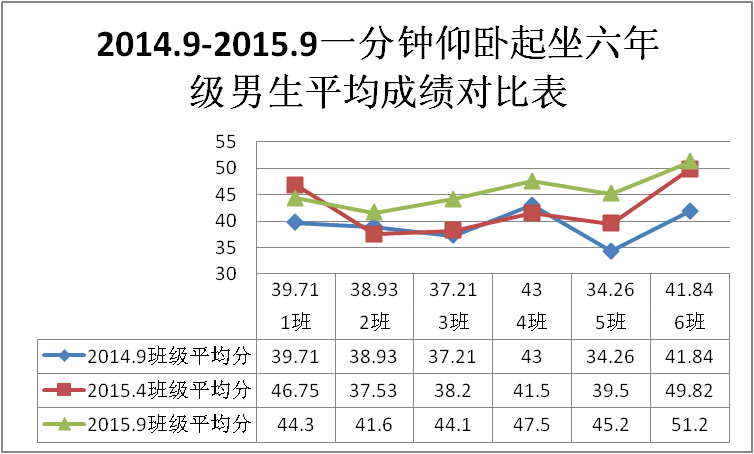 2014.9-2015.9一分钟仰卧起坐六年
级男生平均成绩对比表
55
50
45
40
35
30
39.71 38.93 37.21 43 34.26 41.84
1班 2班 3班 4班 5班 6班
2014.9班级平均分 39.71 38.93 37.21 43 34.26 41.84
2015.4班级平均分 46.75 37.53 38.2 41.5 39.5 49.82
2015.9班级平均分 44.3 41.6 44.1 47.5 45.2 51.2